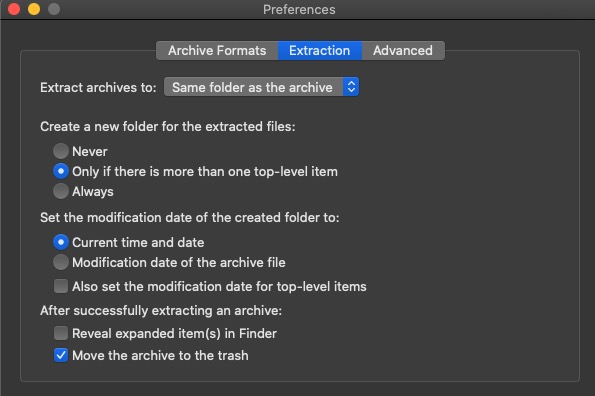 Preferences
Archive Formats Extraction Advanced
Extract archives to: Same folder as the archive
Create a new folder for the extracted files:
Never
Only if there is more than one top-level item
Always
Set the modification date of the created folder to:
Current time and date
Modification date of the archive file
Also set the modification date for top-level items
After successfully extracting an archive:
Reveal expanded item(s) in Finder
Move the archive to the trash